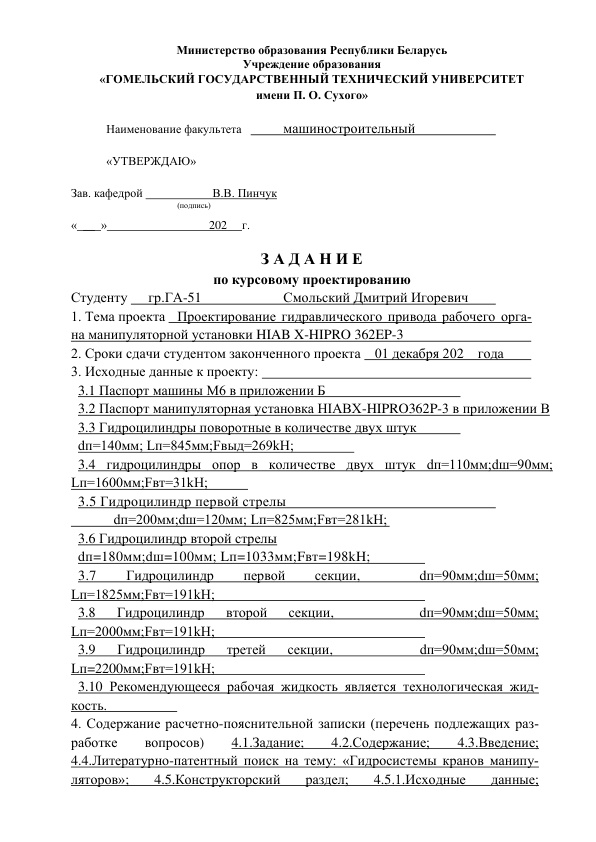 Министерство образования Республики Беларусь
Учреждение образования
«ГОМЕЛЬСКИЙ ГОСУДАРСТВЕННЫЙ ТЕХНИЧЕСКИЙ УНИВЕРСИТЕТ
имени П. О. Сухого»
Наименование факультета машиностроительный
«УТВЕРЖДАЮ»
Зав. кафедрой В.В. Пинчук
(подпись)
«___»_______________202__г.
З А Д А Н И Е
по курсовому проектированию
Студенту гр.ГА-51 Смольский Дмитрий Игоревич
1. Тема проекта Проектирование гидравлического привода рабочего орга-
на манипуляторной установки HIAB X-HIPRO 362EP-3
2. Сроки сдачи студентом законченного проекта 01 декабря 202 года
3. Исходные данные к проекту:
3.1 Паспорт машины М6 в приложении Б
3.2 Паспорт манипуляторная установка HIABX-HIPRO362P-3 в приложении В
3.3 Гидроцилиндры поворотные в количестве двух штук
dп=140мм; Lп=845мм;Fвыд=269kH;
3.4 гидроцилиндры опор в количестве двух штук dп=110мм;dш=90мм;
Lп=1600мм;Fвт=31kH;
3.5 Гидроцилиндр первой стрелы
dп=200мм;dш=120мм; Lп=825мм;Fвт=281kH;
3.6 Гидроцилиндр второй стрелы
dп=180мм;dш=100мм; Lп=1033мм;Fвт=198kH;
3.7 Гидроцилиндр первой секции, dп=90мм;dш=50мм;
Lп=1825мм;Fвт=191kH;
3.8 Гидроцилиндр второй секции, dп=90мм;dш=50мм;
Lп=2000мм;Fвт=191kH;
3.9 Гидроцилиндр третей секции, dп=90мм;dш=50мм;
Lп=2200мм;Fвт=191kH;
3.10 Рекомендующееся рабочая жидкость является технологическая жид-
кость.
4. Содержание расчетно-пояснительной записки (перечень подлежащих раз-
работке вопросов) 4.1.Задание; 4.2.Содержание; 4.3.Введение;
4.4.Литературно-патентный поиск на тему: «Гидросистемы кранов манипу-
ляторов»; 4.5.Конструкторский раздел; 4.5.1.Исходные данные;